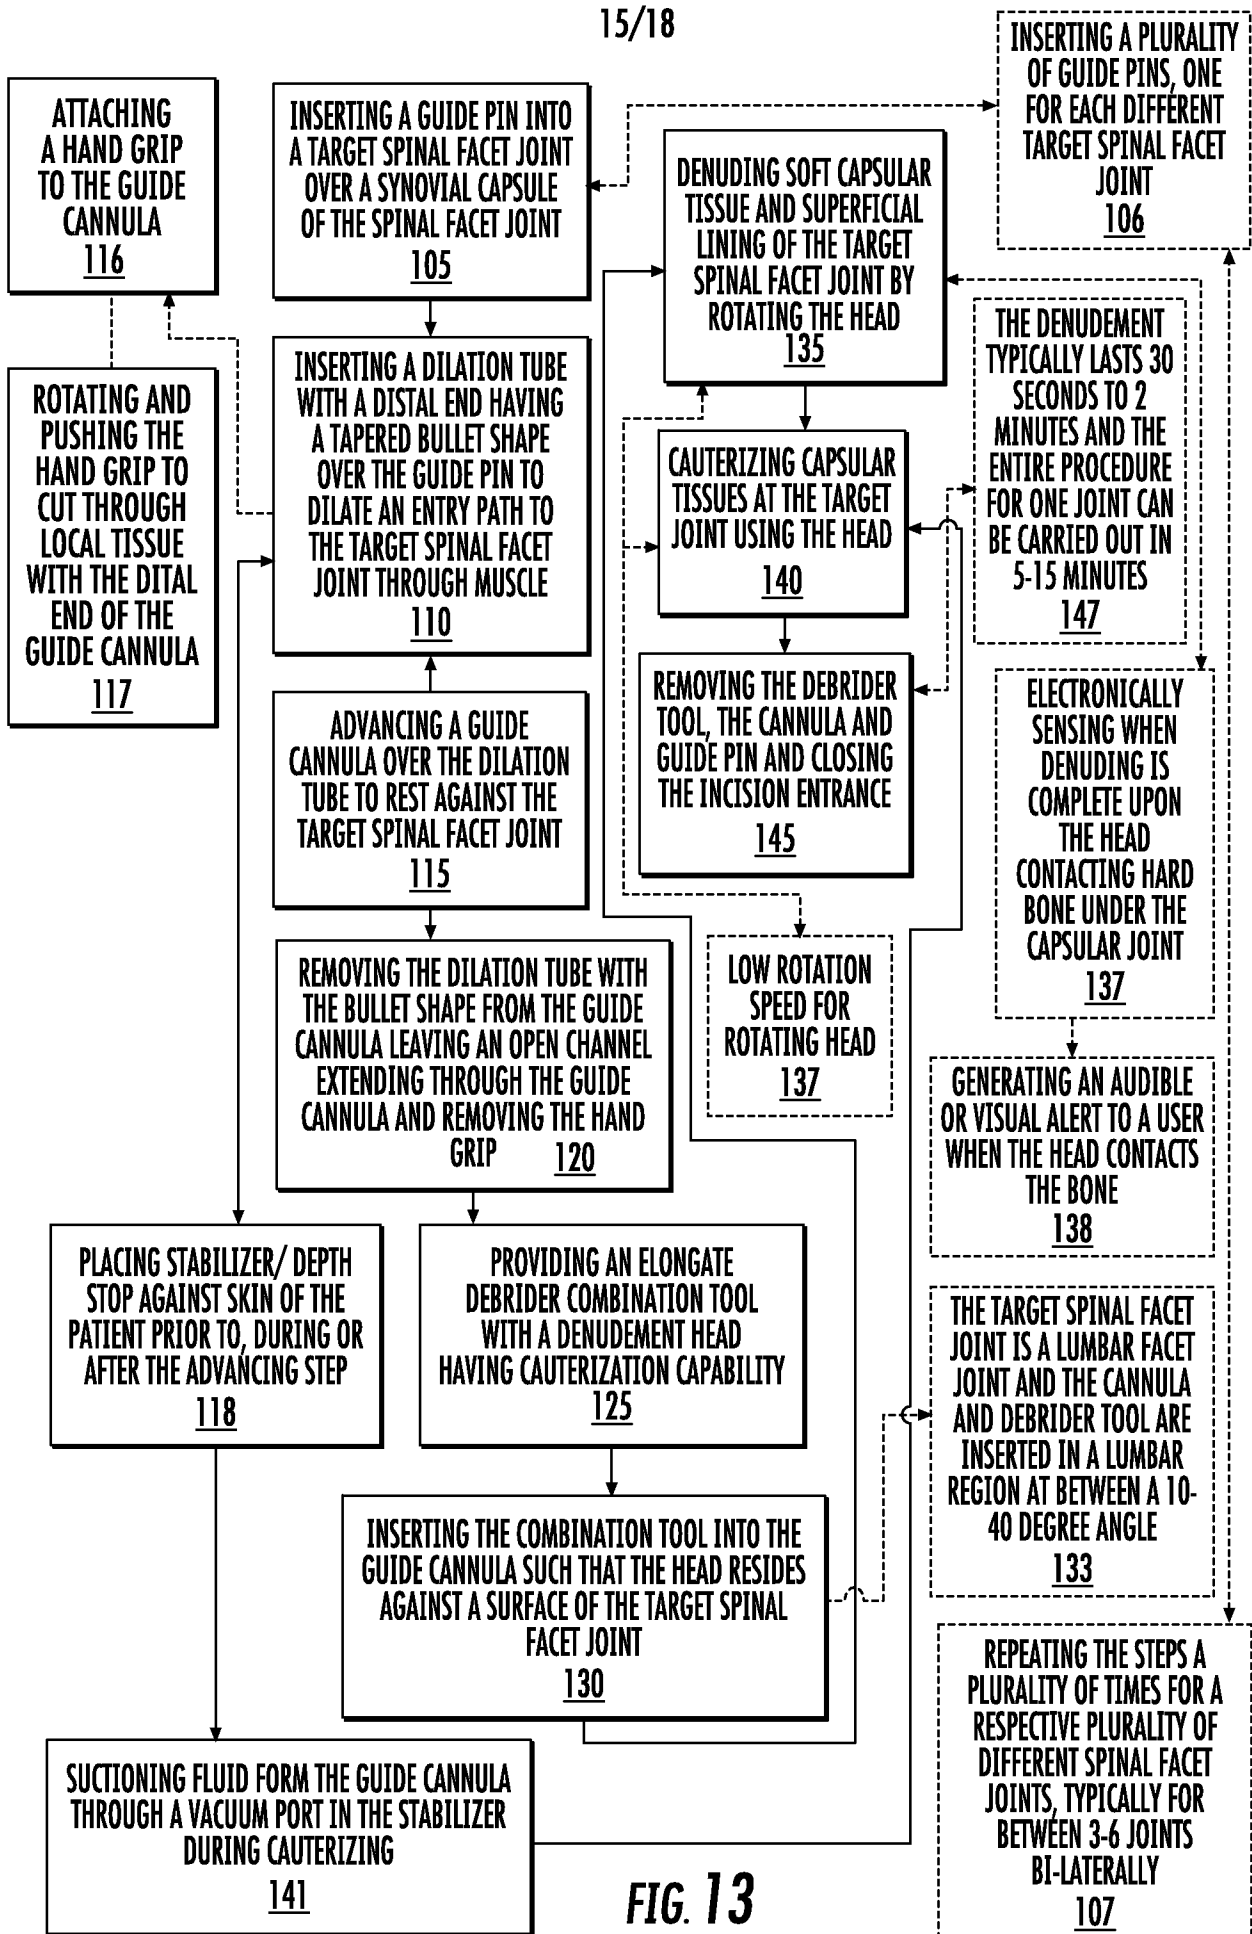 15/18
ATTACHING
A HAND GRIP
TO THE GUIDE
CANNULA
116
ROTATING AND
PUSHING THE
HAND GRIP TO
CUT THROUGH
LOCAL TISSUE
WITH THE DITAL
END OF THE
GUIDE CANNULA
117
INSERTING A GUIDE PIN INTO
A TARGET SPINAL FACET JOINT
OVER A SYNOVIAL CAPSULE
OF THE SPINAL FACET JOINT
105
INSERTING A DILATION TUBE
WITH A DISTAL END HAVING
A TAPERED BULLET SHAPE
OVER THE GUIDE PIN TO
DILATE AN ENTRY PATH TO
THE TARGET SPINAL FACET
JOINT THROUGH MUSCLE
110
ADVANCING A GUIDE
CANNULA OVER THE DILATION
TUBE TO REST AGAINST THE
TARGET SPINAL FACET JOINT
115
REMOVING THE DILATION TUBE WITH
THE BULLET SHAPE FROM THE GUIDE
CANNULA LEAVING AN OPEN CHANNEL
EXTENDING THROUGH THE GUIDE
CANNULA AND REMOVING THE HAND
GRIP 120
PLACING STABILIZER/ DEPTH
STOP AGAINST SKIN OF THE
PATIENT PRIOR TO, DURING OR
AFTER THE ADVANCING STEP
118
PROVIDING AN ELONGATE
DEBRIDER COMBINATION TOOL
WITH A DENUDEMENT HEAD
HAVING CAUTERIZATION CAPABILITY
125
INSERTING THE COMBINATION TOOL INTO THE
GUIDE CANNULA SUCH THAT THE HEAD RESIDES
AGAINST A SURFACE OF THE TARGET SPINAL
FACET JOINT
130
SUCTIONING FLUID FORM THE GUIDE CANNULA
THROUGH A VACUUM PORT IN THE STABILIZER
DURING CAUTERIZING
141
DENUDING SOFT CAPSULAR
TISSUE AND SUPERFICIAL
LINING OF THE TARGET
SPINAL FACET JOINT BY
ROTATING THE HEAD
135
CAUTERIZING CAPSULAR
TISSUES AT THE TARGET
JOINT USING THE HEAD
140
REMOVING THE DEBRIDER
TOOL, THE CANNULA AND
GUIDE PIN AND CLOSING
THE INCISION ENTRANCE
145
LOW ROTATION
SPEED FOR
ROTATING HEAD
137
INSERTING A PLURALITY
OF GUIDE PINS, ONE
FOR EACH DIFFERENT
TARGET SPINAL FACET
JOINT
106
THE DENUDEMENT
TYPICALLY LASTS 30
SECONDS TO 2
MINUTES AND THE
ENTIRE PROCEDURE
FOR ONE JOINT CAN
BE CARRIED OUT IN
5-15 MINUTES
147
ELECTRONICALLY
SENSING WHEN
DENUDING IS
COMPLETE UPON
THE HEAD
CONTACTING HARD
BONE UNDER THE
CAPSULAR JOINT
137
GENERATING AN AUDIBLE
OR VISUAL ALERT TO A USER
WHEN THE HEAD CONTACTS
THE BONE
138
THE TARGET SPINAL FACET
JOINT IS A LUMBAR FACET
JOINT AND THE CANNULA
AND DEBRIDER TOOL ARE
INSERTED IN A LUMBAR
REGION AT BETWEEN A 10-
40 DEGREE ANGLE
133
REPEATING THE STEPS A
PLURALITY OF TIMES FOR A
RESPECTIVE PLURALITY OF
DIFFERENT SPINAL FACET
JOINTS, TYPICALLY FOR
BETWEEN 3-6 JOINTS
BI-LATERALLY
107
FIG. 13